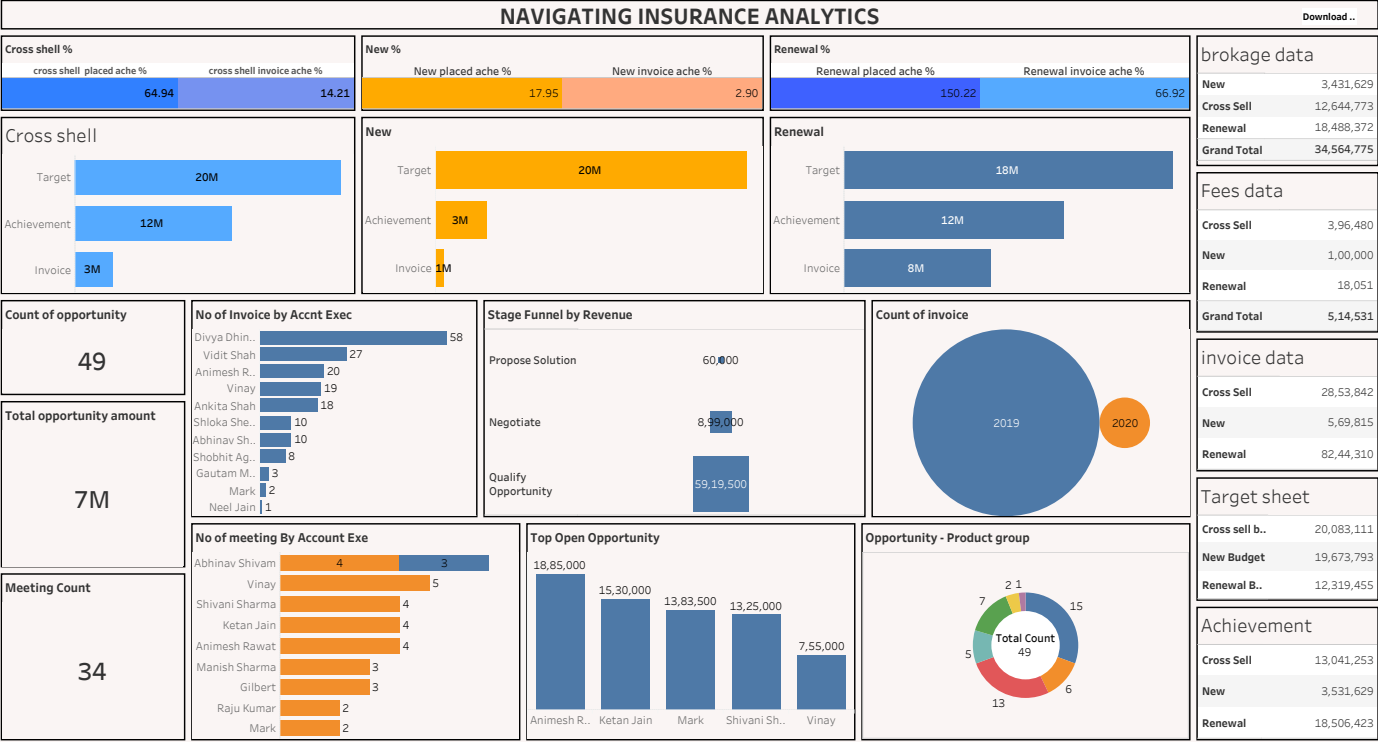 NAVIGATING INSURANCE ANALYTICS
Download ..
Cross shell %
cross shell  placed ache %
cross shell invoice ache %
64.94
14.21
New %
New placed ache %
New invoice ache %
17.95
2.90
Renewal %
Renewal placed ache %
Renewal invoice ache %
150.22
66.92
brokage data
New 3,431,629
Cross Sell 12,644,773
Renewal 18,488,372
Grand Total 34,564,775
Cross shell
Target 20M
Achievement 12M
Invoice 3M
New
Target 20M
Achievement 3M
Invoice 1M
Renewal
Target 18M
Achievement 12M
Invoice 8M
Fees data
Cross Sell 3,96,480
New 1,00,000
Renewal 18,051
Grand Total 5,14,531
Count of opportunity
49
Total opportunity amount
7M
Meeting Count
34
No of Invoice by Accnt Exec
Divya Dhin.. 58
Vidit Shah 27
Animesh R.. 20
Vinay 19
Ankita Shah 18
Shloka She.. 10
Abhinav Sh.. 10
Shobhit Ag.. 8
Gautam M.. 3
Mark 2
Neel Jain 1
Stage Funnel by Revenue
Propose Solution 60,000
Negotiate 8,99,000
Qualify
Opportunity
59,19,500
Count of invoice
2019
2020
invoice data
Cross Sell 28,53,842
New 5,69,815
Renewal 82,44,310
Target sheet
Cross sell b.. 20,083,111
New Budget 19,673,793
Renewal B.. 12,319,455
No of meeting By Account Exe
Abhinav Shivam 4 3
Vinay 5
Shivani Sharma 4
Ketan Jain 4
Animesh Rawat 4
Manish Sharma 3
Gilbert 3
Raju Kumar 2
Mark 2
Top Open Opportunity
18,85,000
15,30,000
13,83,500
13,25,000
7,55,000
Animesh R..
Ketan Jain
Mark
Shivani Sh..
Vinay
Opportunity - Product group
2 1
7
15
Total Count
49
5
6
13
Achievement
Cross Sell 13,041,253
New 3,531,629
Renewal 18,506,423